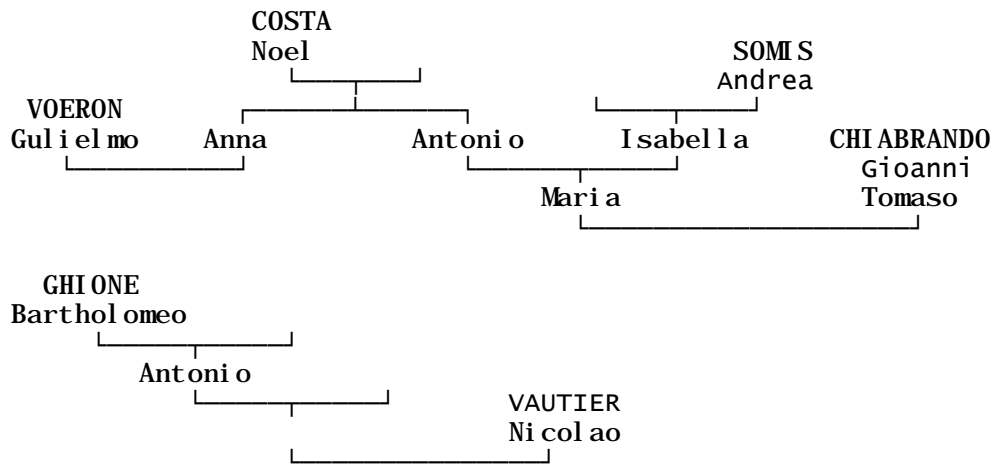 COSTA
Noel SOMIS
Andrea
VOERON
Gulielmo Anna Antonio Isabella CHIABRANDO
Gioanni
Maria Tomaso
GHIONE
Bartholomeo
Antonio
VAUTIER
Nicolao